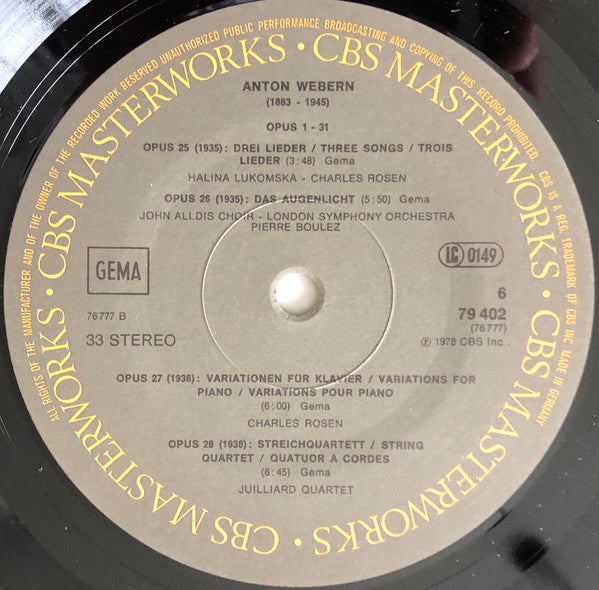 ALL RIGHTS OF THE MANUFACTURER AND OF THE OWNER OF THE RECORDED WORK RESERVED UNAUTHORIZED PUBLIC PERFORMANCE BROADCASTING AND COPYING OF THIS RECORD PROHIBITED. CBS IS A REG. TRADEMARK OF CBS INC MADE IN GERMANY
CBS MASTERWORKS • CBS MASTERWORKS • CBS MASTERWORKS • CBS MASTERWORKS •
ANTON WEBERN
(1883 - 1945)
OPUS 1 - 31
OPUS 25 (1935): DREI LIEDER / THREE SONGS / TROIS
LIEDER (3:48) Gema
HALINA LUKOMSKA - CHARLES ROSEN
OPUS 26 (1935): DAS AUGENLICHT (5:50) Gema
JOHN ALLDIS CHOIR - LONDON SYMPHONY ORCHESTRA
PIERRE BOULEZ
GEMA
LC 0149
76777 B
33 STEREO
6
79 402
(76 777)
℗ 1978 CBS Inc.
OPUS 27 (1936): VARIATIONEN FÜR KLAVIER / VARIATIONS FOR
PIANO / VARIATIONS POUR PIANO
(6:00) Gema
CHARLES ROSEN
OPUS 28 (1938): STREICHQUARTETT / STRING
QUARTET / QUATUOR A CORDES
(8:45) Gema
JUILLIARD QUARTET